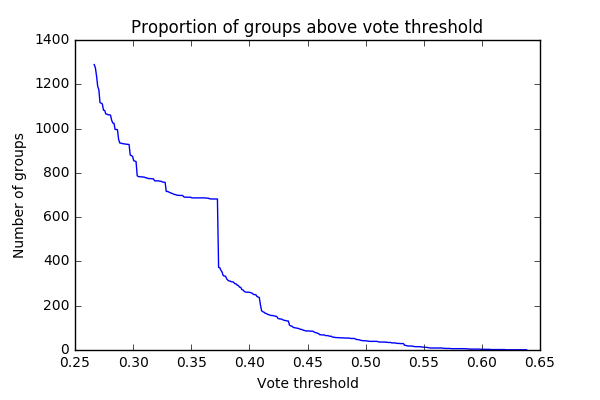 Proportion of groups above vote threshold
1400
1200
1000
800
600
400
200
0
Number of groups
0.25 0.30 0.35 0.40 0.45 0.50 0.55 0.60 0.65
Vote threshold